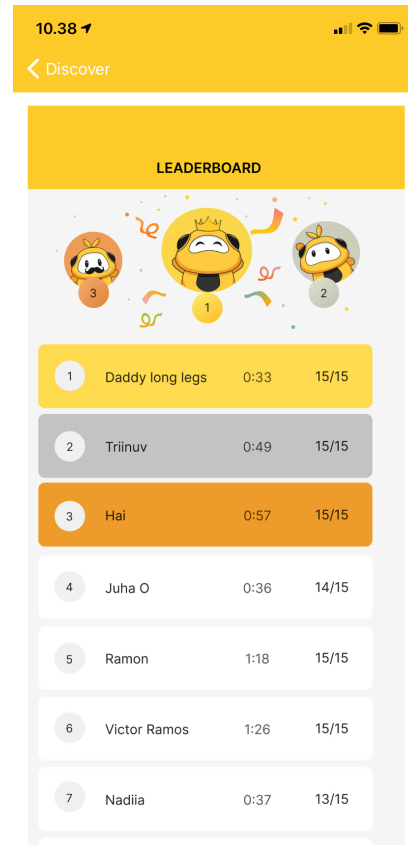 10.38
Discover
LEADERBOARD
3
1
2
1 Daddy long legs 0:33 15/15
2 Triinuv 0:49 15/15
3 Hai 0:57 15/15
4 Juha O 0:36 14/15
5 Ramon 1:18 15/15
6 Victor Ramos 1:26 15/15
7 Nadiia 0:37 13/15